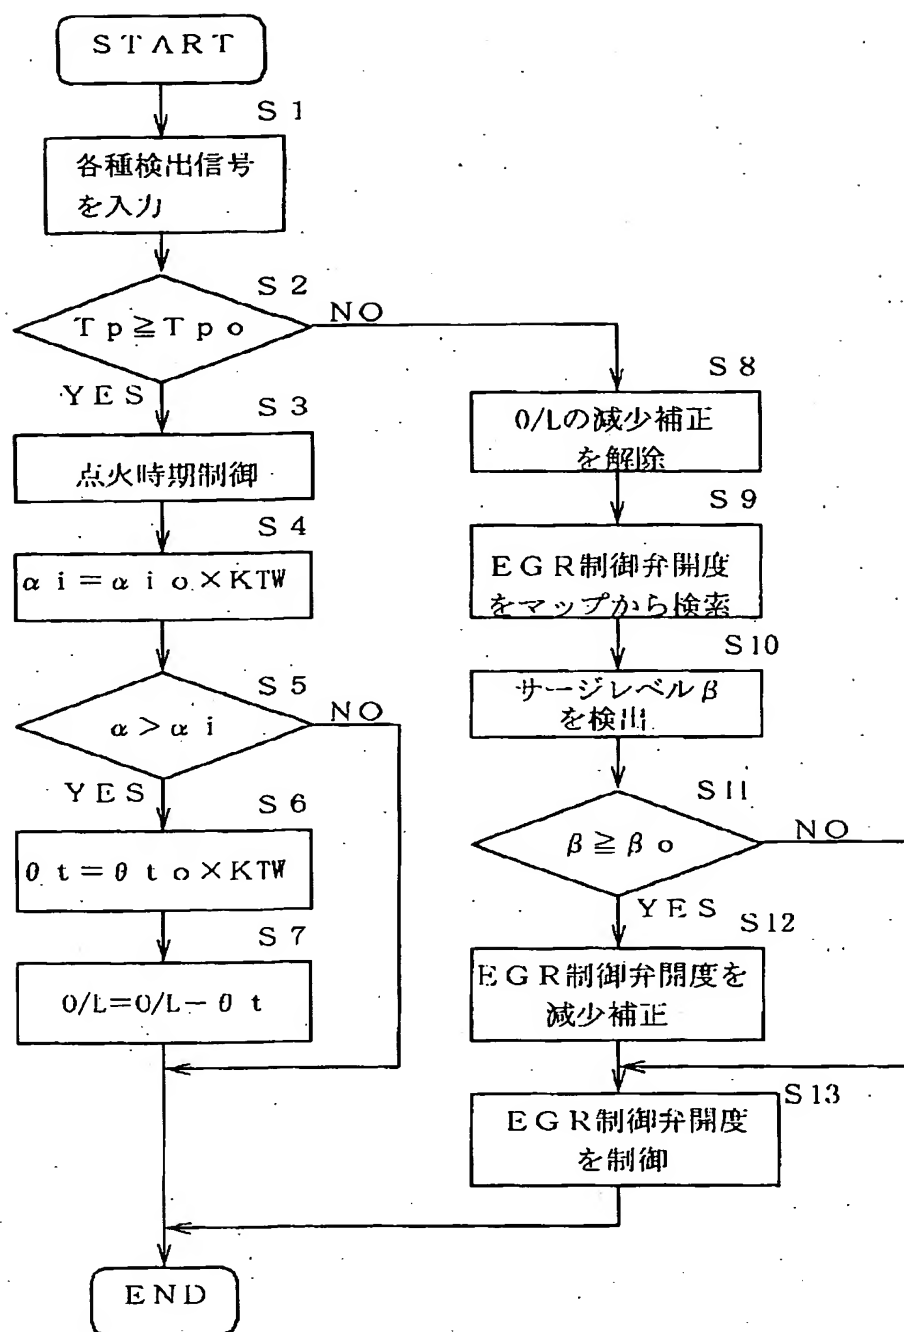 START
S1
各種検出信号
を入力
S2
Tp≧Tpo
NO
YES
S3
点火時期制御
S4
αi=αio×KTW
S5
α>αi
NO
YES
S6
θt=θto×KTW
S7
O/L=O/L-θt
S8
O/Lの減少補正
を解除
S9
EGR制御弁開度
をマップから検索
S10
サージレベルβ
を検出
S11
β≧βo
NO
YES
S12
EGR制御弁開度を
減少補正
S13
EGR制御弁開度
を制御
END